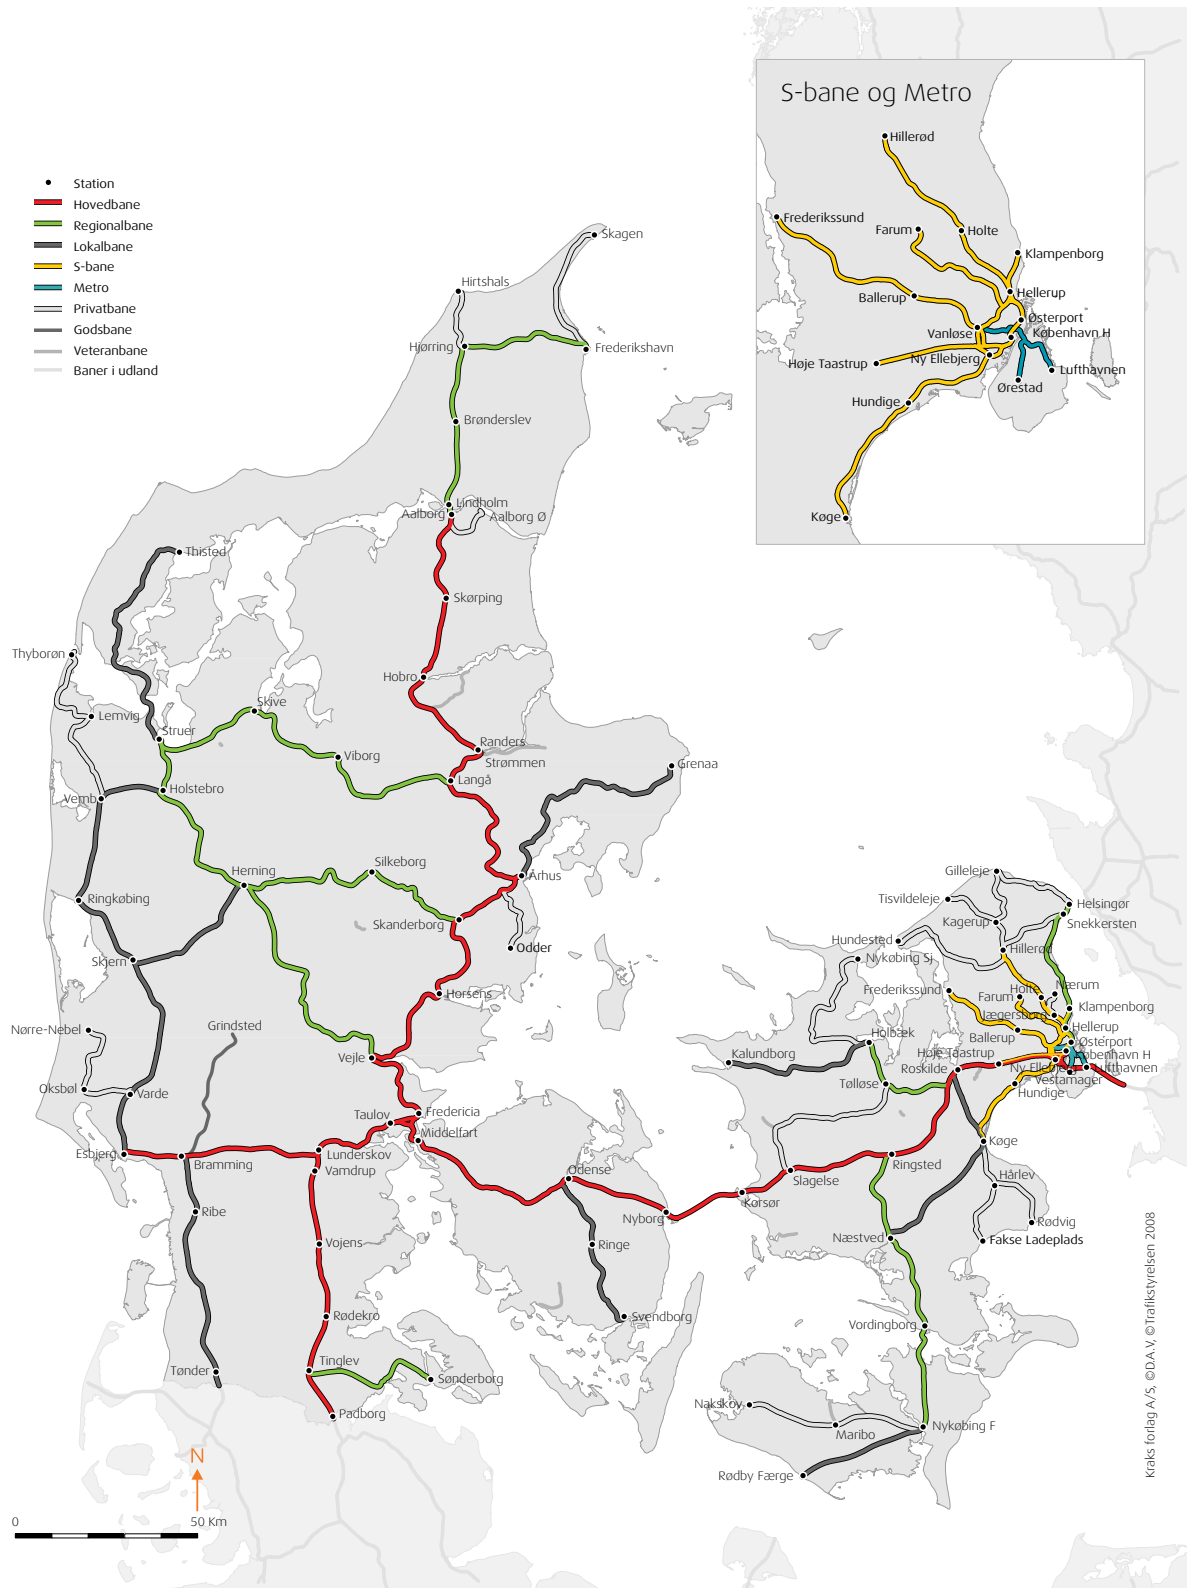 S-bane og Metro
Hillerød
Frederikssund
Farum
Holte
Klampenborg
Ballerup
Hellerup
Østerport
Vanløse
København H
Høje Taastrup
Ny Ellebjerg
Lufthavnen
Ørestad
Hundige
Køge
Station
Hovedbane
Regionalbane
Lokalbane
S-bane
Metro
Privatbane
Godsbane
Veteranbane
Baner i udland
Skagen
Hirtshals
Hjørring
Frederikshavn
Brønderslev
Lindholm
Aalborg
Aalborg Ø
Thisted
Skørping
Thyborøn
Hobro
Lemvig
Skive
Struer
Randers
Viborg
Strømmen
Grenaa
Langå
Holstebro
Vemb
Herning
Silkeborg
Århus
Ringkøbing
Skanderborg
Odder
Skjern
Horsens
Nørre-Nebel
Grindsted
Vejle
Oksbøl
Varde
Taulov
Fredericia
Middelfart
Esbjerg
Bramming
Lunderskov
Vamdrup
Odense
Ribe
Nyborg
Korsør
Vojens
Ringe
Rødekro
Svendborg
Tønder
Tinglev
Sønderborg
Padborg
Gilleleje
Tisvildeleje
Helsingør
Kagerup
Snekkersten
Hundested
Hillerød
Nykøbing Sj
Frederikssund
Farum
Holte
Nærum
Klampenborg
Jægersborg
Hellerup
Ballerup
Østerport
Holbæk
Kalundborg
Høje Taastrup
København H
Roskilde
Ny Ellebjerg
Lufthavnen
Tølløse
Vestamager
Hundige
Køge
Ringsted
Slagelse
Hårlev
Rødvig
Næstved
Fakse Ladeplads
Vordingborg
Nakskov
Maribo
Nykøbing F
Rødby Færge
N
0
50 Km
Kraks forlag A/S, ©D.A.V, ©Trafikstyrelsen 2008